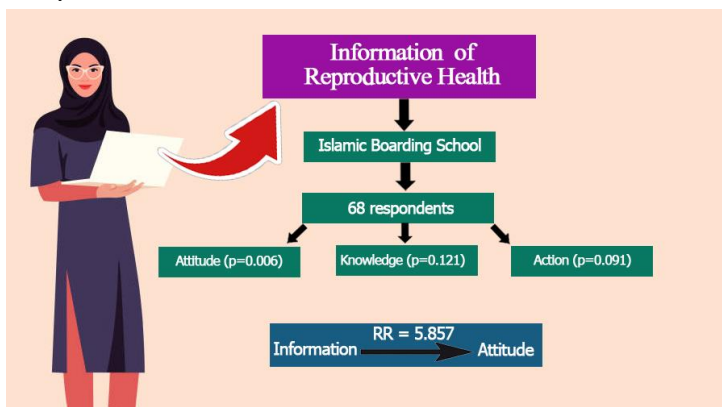 Information of
Reproductive Health
Islamic Boarding School
68 respondents
Attitude (p=0.006)
Knowledge (p=0.121)
Action (p=0.091)
RR = 5.857
Information
Attitude